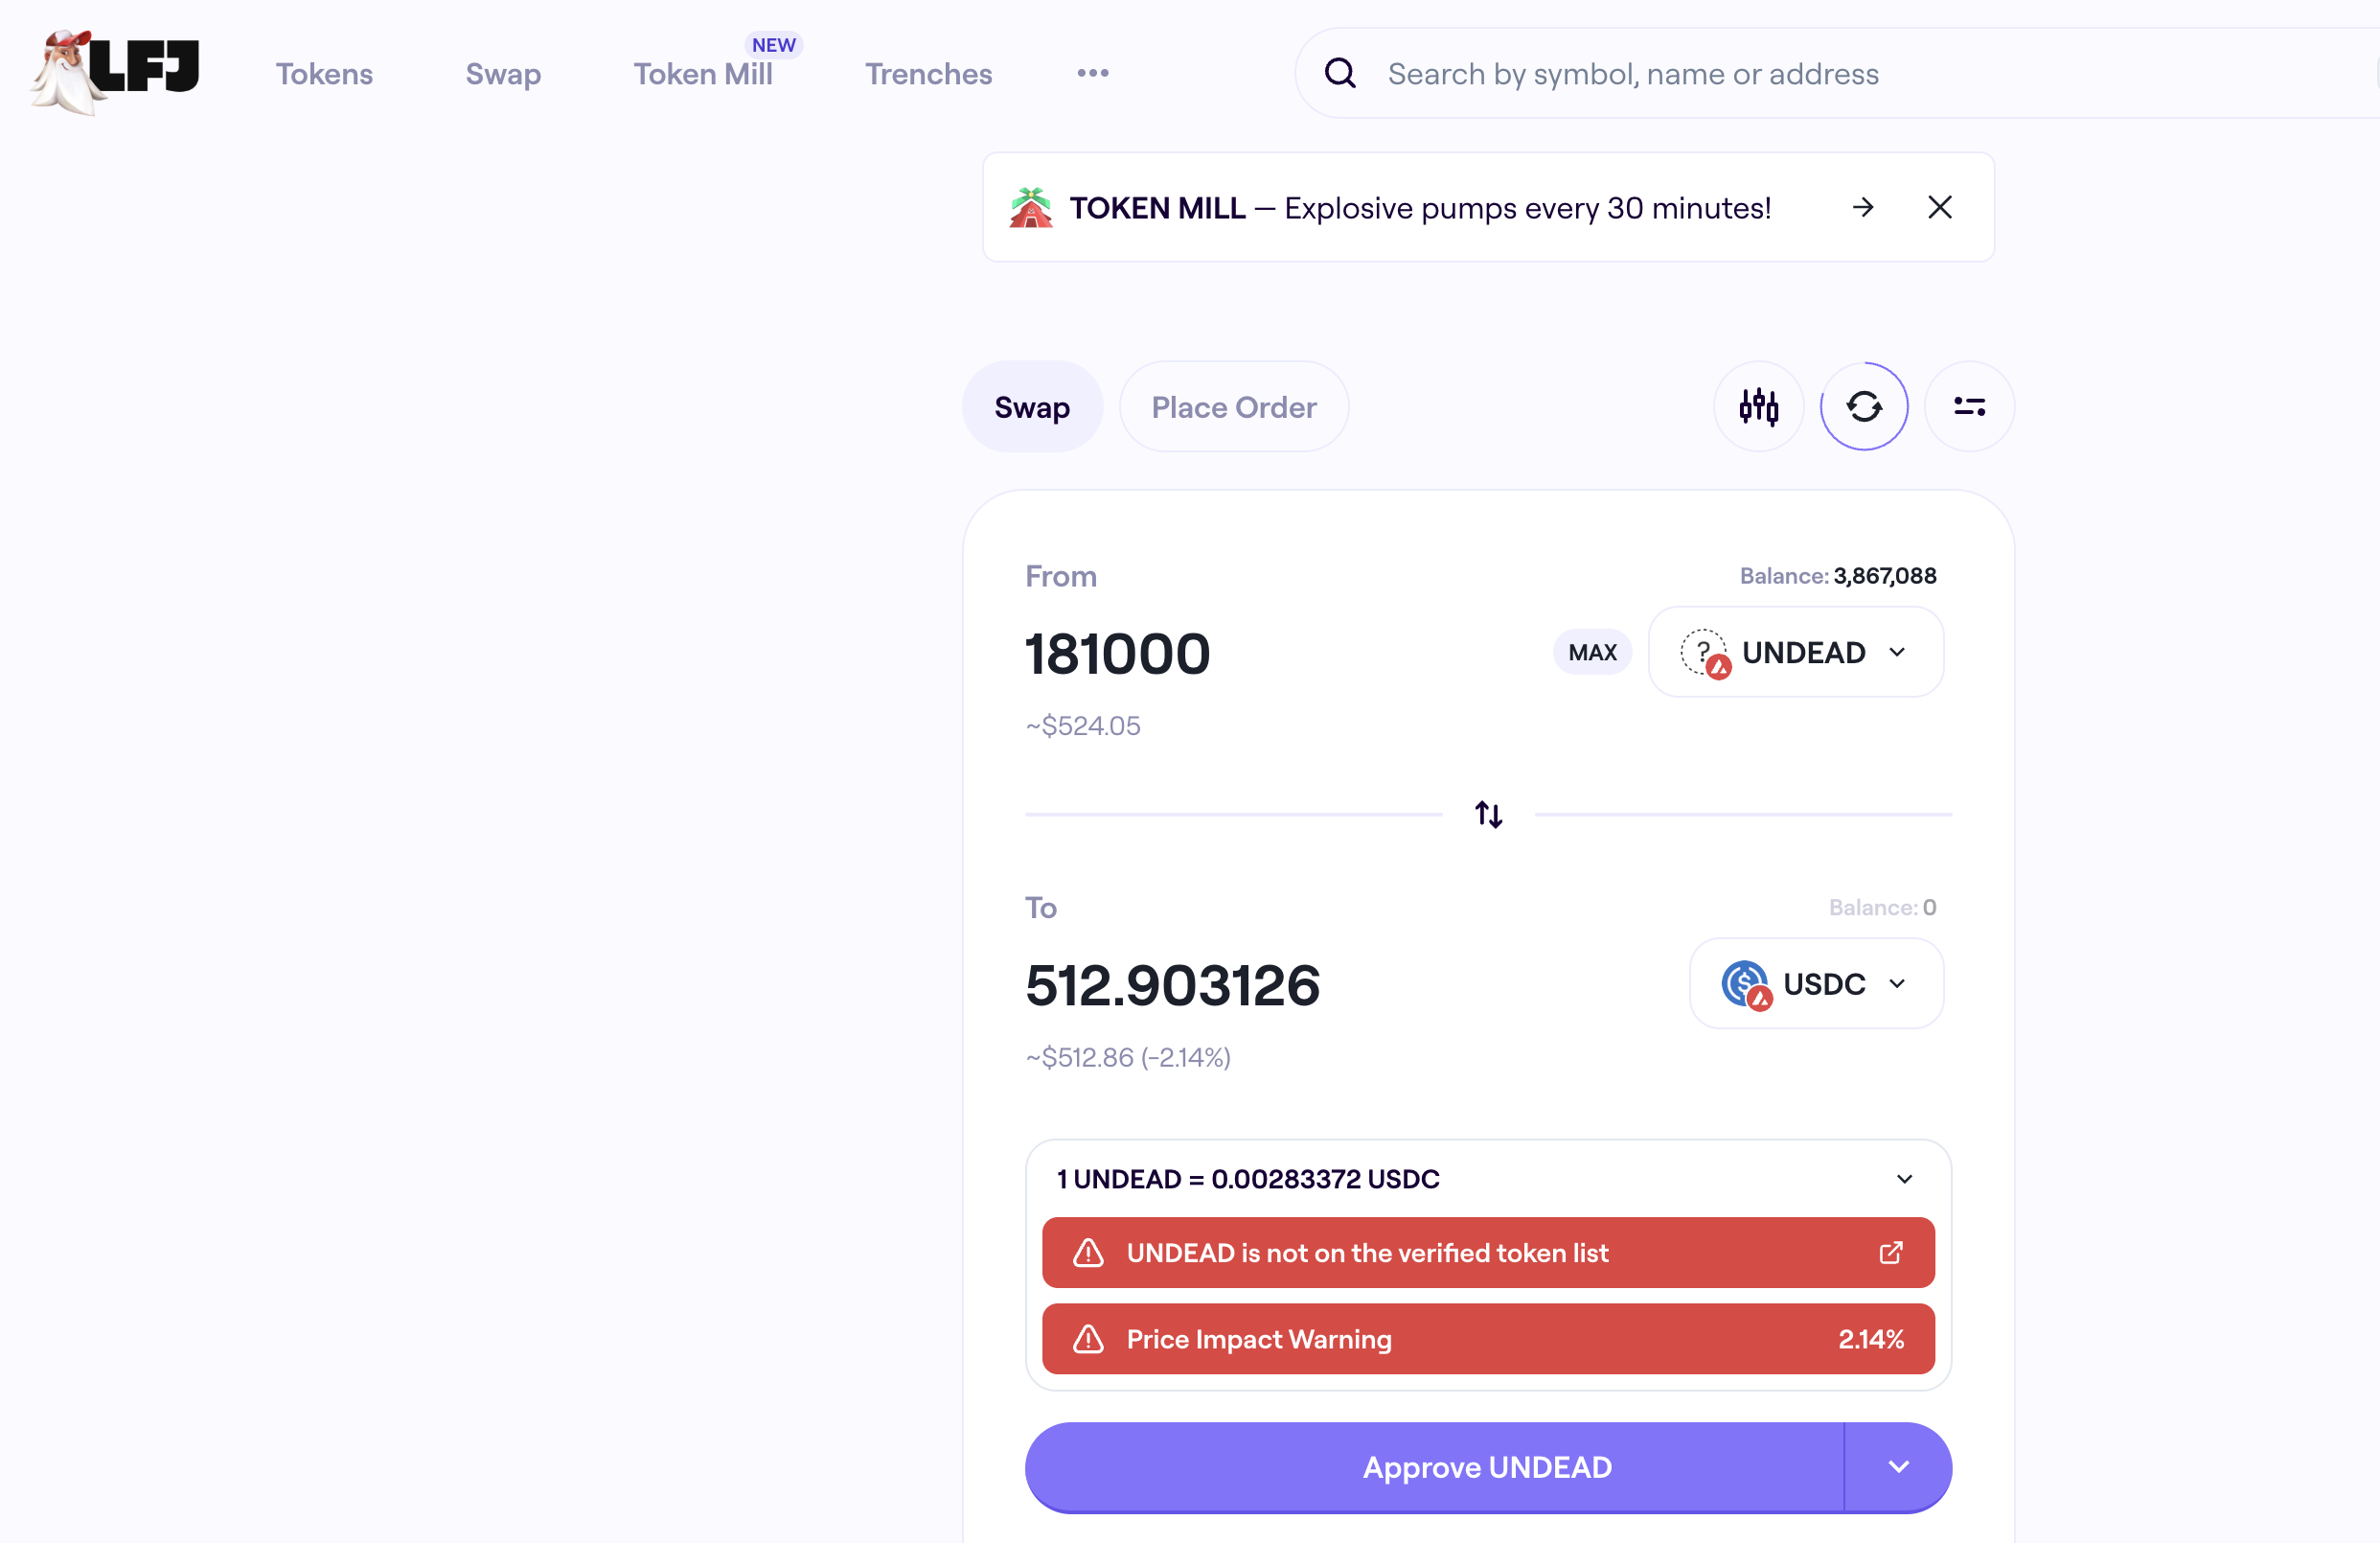 LFJ
Tokens
Swap
Token Mill
NEW
Trenches
Search by symbol, name or address
TOKEN MILL — Explosive pumps every 30 minutes!
Swap
Place Order
From
Balance: 3,867,088
181000
MAX
? UNDEAD
~$524.05
To
Balance: 0
512.903126
USDC
~$512.86 (-2.14%)
1 UNDEAD = 0.00283372 USDC
UNDEAD is not on the verified token list
Price Impact Warning
2.14%
Approve UNDEAD